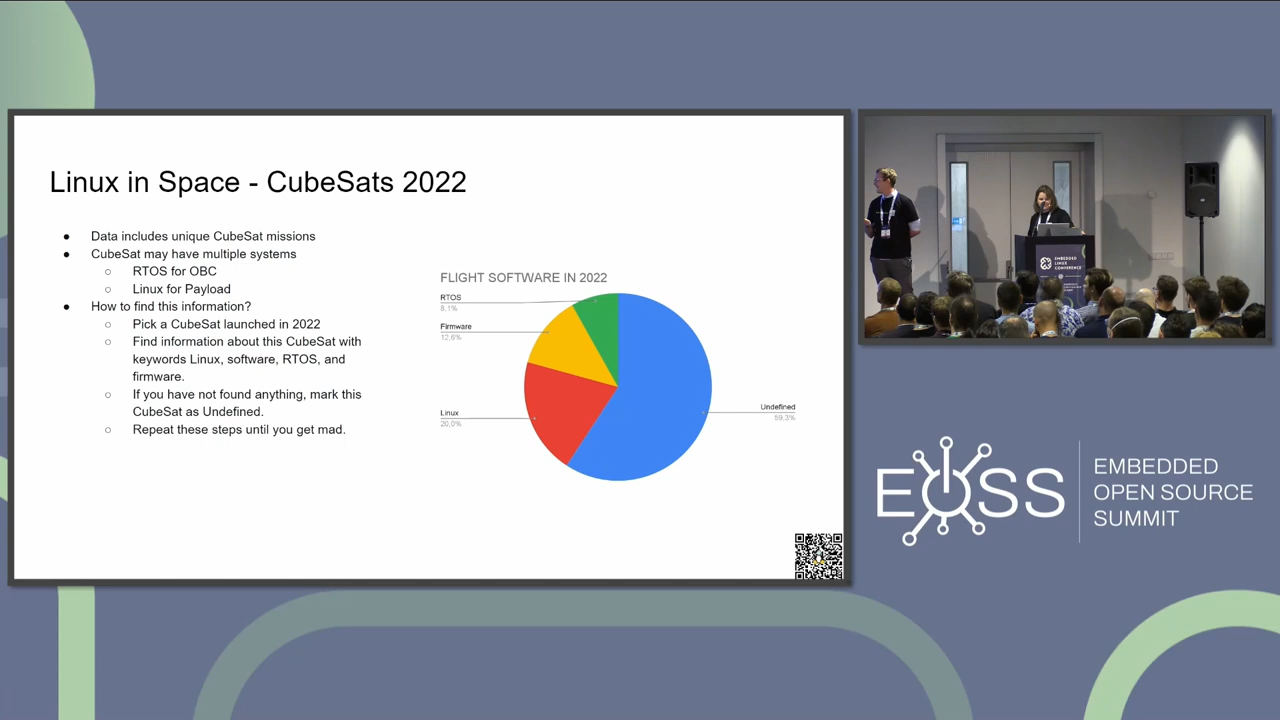 Linux in Space - CubeSats 2022
● Data includes unique CubeSat missions
● CubeSat may have multiple systems
○ RTOS for OBC
○ Linux for Payload
● How to find this information?
○ Pick a CubeSat launched in 2022
○ Find information about this CubeSat with
keywords Linux, software, RTOS, and
firmware.
○ If you have not found anything, mark this
CubeSat as Undefined.
○ Repeat these steps until you get mad.
FLIGHT SOFTWARE IN 2022
RTOS
8,1%
Firmware
12,6%
Linux
20,0%
Undefined
59,3%
EMBEDDED
LINUX
CONFERENCE
EOSS
EMBEDDED
OPEN SOURCE
SUMMIT